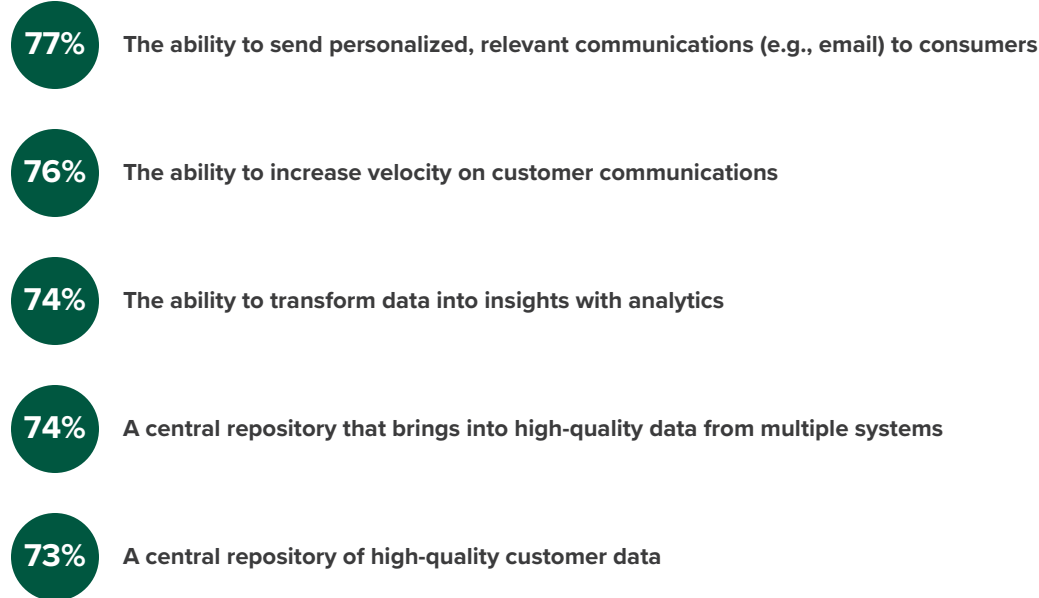 77%
The ability to send personalized, relevant communications (e.g., email) to consumers
76%
The ability to increase velocity on customer communications
74%
The ability to transform data into insights with analytics
74%
A central repository that brings into high-quality data from multiple systems
73%
A central repository of high-quality customer data